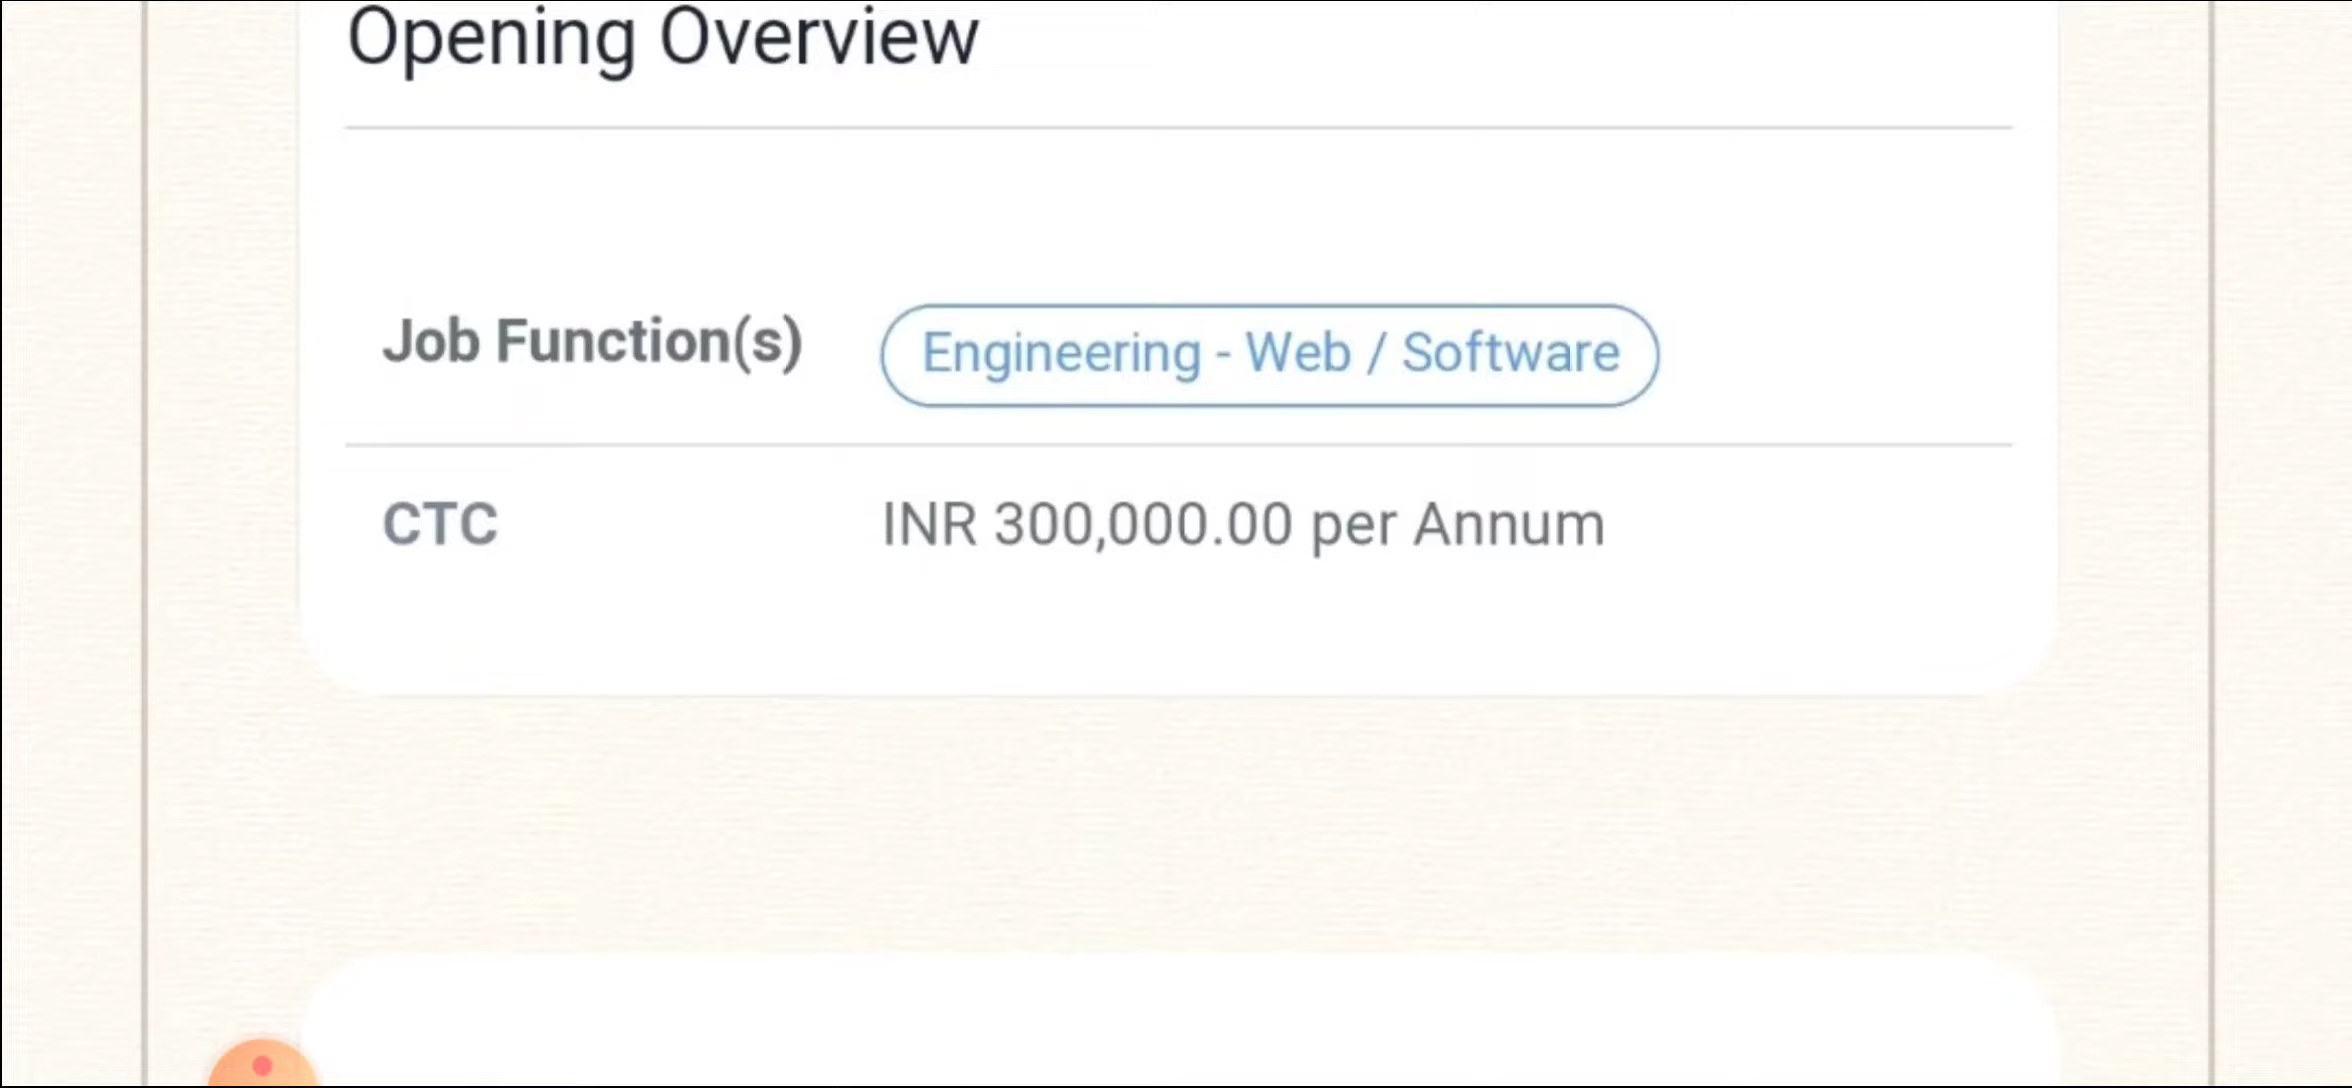 Opening Overview
Job Function(s)
Engineering - Web / Software
CTC
INR 300,000.00 per Annum